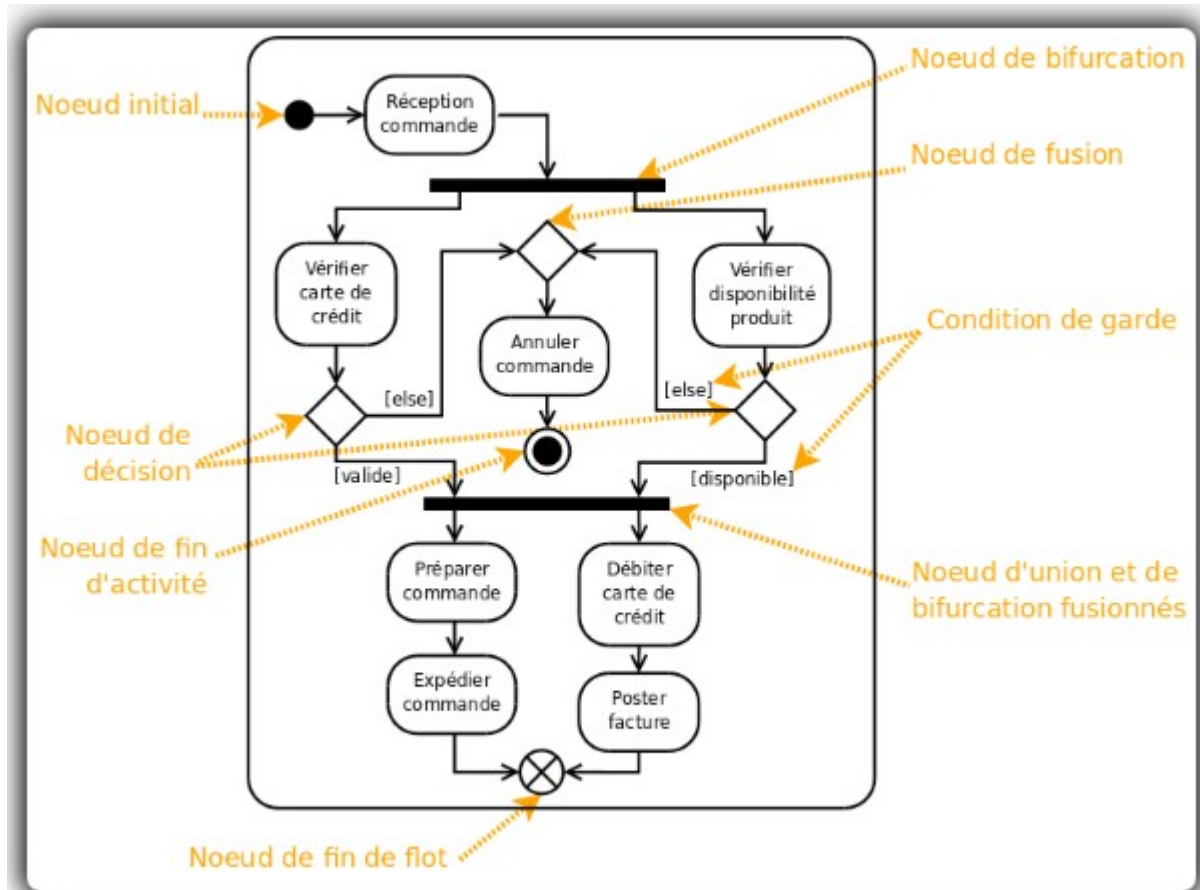 Noeud de bifurcation
Noeud initial
Réception
commande
Noeud de fusion
Vérifier
carte de
crédit
Vérifier
disponibilité
produit
Annuler
commande
Condition de garde
[else]
[else]
Noeud de
décision
[valide]
[disponible]
Noeud de fin
d'activité
Préparer
commande
Débiter
carte de
crédit
Noeud d'union et de
bifurcation fusionnés
Expédier
commande
Poster
facture
Noeud de fin de flot